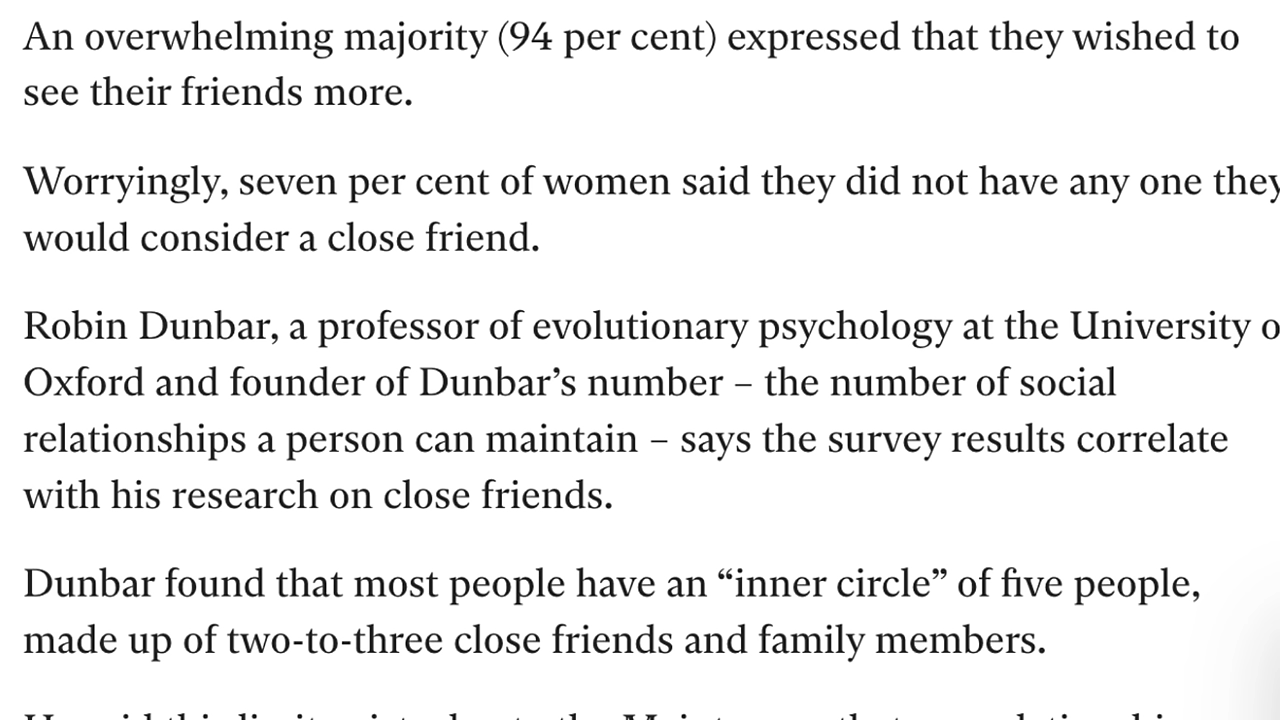 An overwhelming majority (94 per cent) expressed that they wished to
see their friends more.
Worryingly, seven per cent of women said they did not have any one they
would consider a close friend.
Robin Dunbar, a professor of evolutionary psychology at the University o
Oxford and founder of Dunbar’s number – the number of social
relationships a person can maintain – says the survey results correlate
with his research on close friends.
Dunbar found that most people have an “inner circle” of five people,
made up of two-to-three close friends and family members.